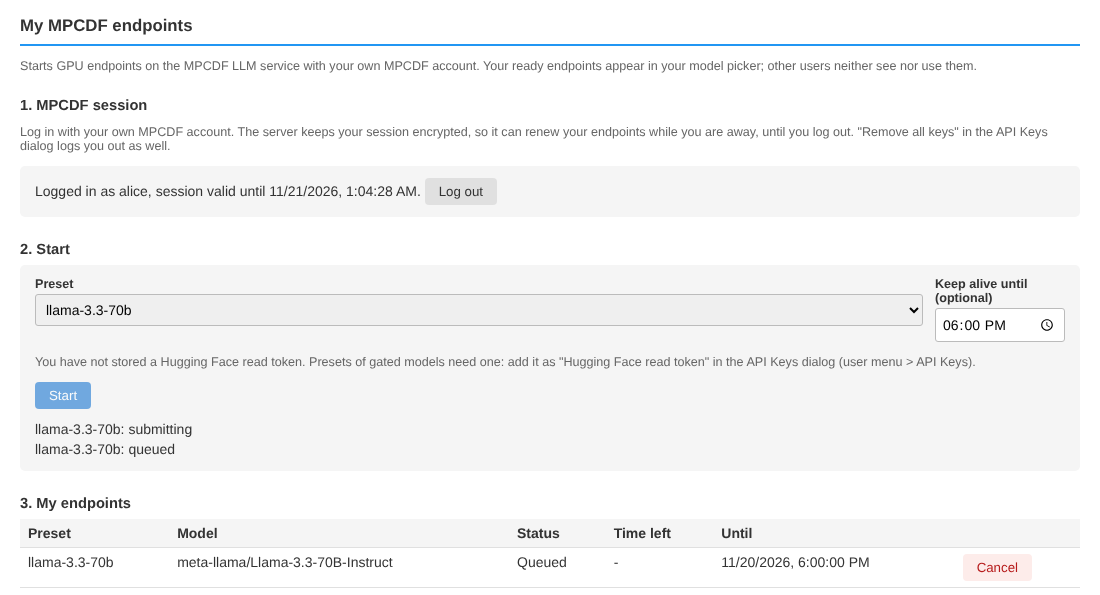 My MPCDF endpoints
Starts GPU endpoints on the MPCDF LLM service with your own MPCDF account. Your ready endpoints appear in your model picker; other users neither see nor use them.
1. MPCDF session
Log in with your own MPCDF account. The server keeps your session encrypted, so it can renew your endpoints while you are away, until you log out. "Remove all keys" in the API Keys
dialog logs you out as well.
Logged in as alice, session valid until 11/21/2026, 1:04:28 AM. Log out
2. Start
Preset
Keep alive until
(optional)
llama-3.3-70b
06:00 PM
You have not stored a Hugging Face read token. Presets of gated models need one: add it as "Hugging Face read token" in the API Keys dialog (user menu > API Keys).
Start
llama-3.3-70b: submitting
llama-3.3-70b: queued
3. My endpoints
Preset Model Status Time left Until
llama-3.3-70b meta-llama/Llama-3.3-70B-Instruct Queued - 11/20/2026, 6:00:00 PM Cancel